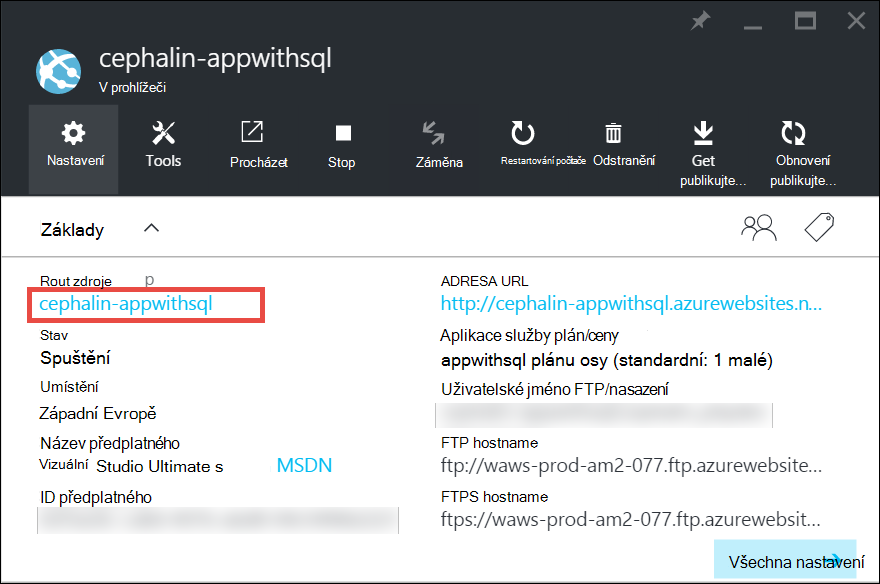 cephalin-appwithsql
V prohlížeči
Nastavení
Tools
Procházet
Stop
Záměna
Restartování počítače
Odstranění
Get
publikujte...
Obnovení
publikujte...
Základy
Rout zdroje p
cephalin-appwithsql
Stav
Spuštění
Umístění
Západní Evropě
Název předplatného
Vizuální Studio Ultimate s MSDN
ID předplatného
ADRESA URL
http://cephalin-appwithsql.azurewebsites.n...
Aplikace služby plán/ceny
appwithsql plánu osy (standardní: 1 malé)
Uživatelské jméno FTP/nasazení
FTP hostname
ftp://waws-prod-am2-077.ftp.azurewebsite...
FTPS hostname
ftps://waws-prod-am2-077.ftp.azurewebsit...
Všechna nastavení